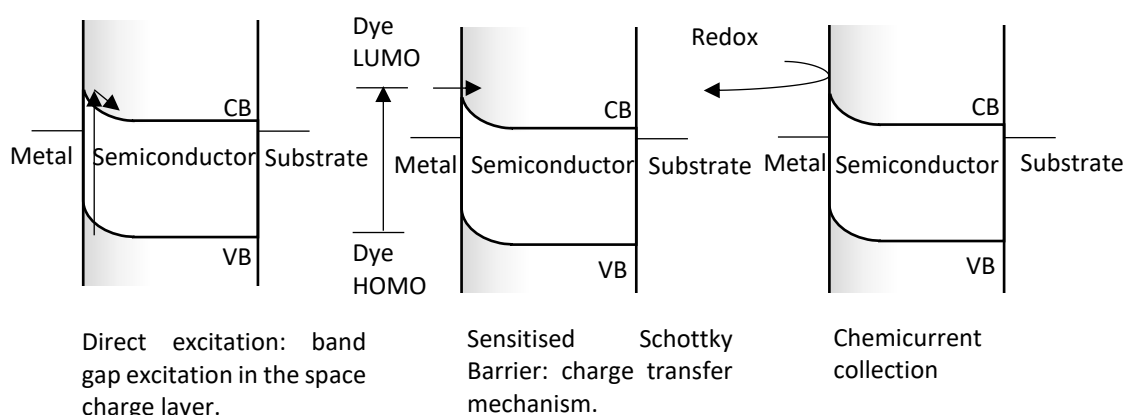 Dye
LUMO
Redox
CB
CB
CB
Metal Semiconductor Substrate
Metal Semiconductor Substrate
Metal Semiconductor Substrate
VB
Dye
HOMO
VB
VB
Direct excitation: band
gap excitation in the space
charge layer.
Sensitised Schottky
Barrier: charge transfer
mechanism.
Chemicurrent
collection